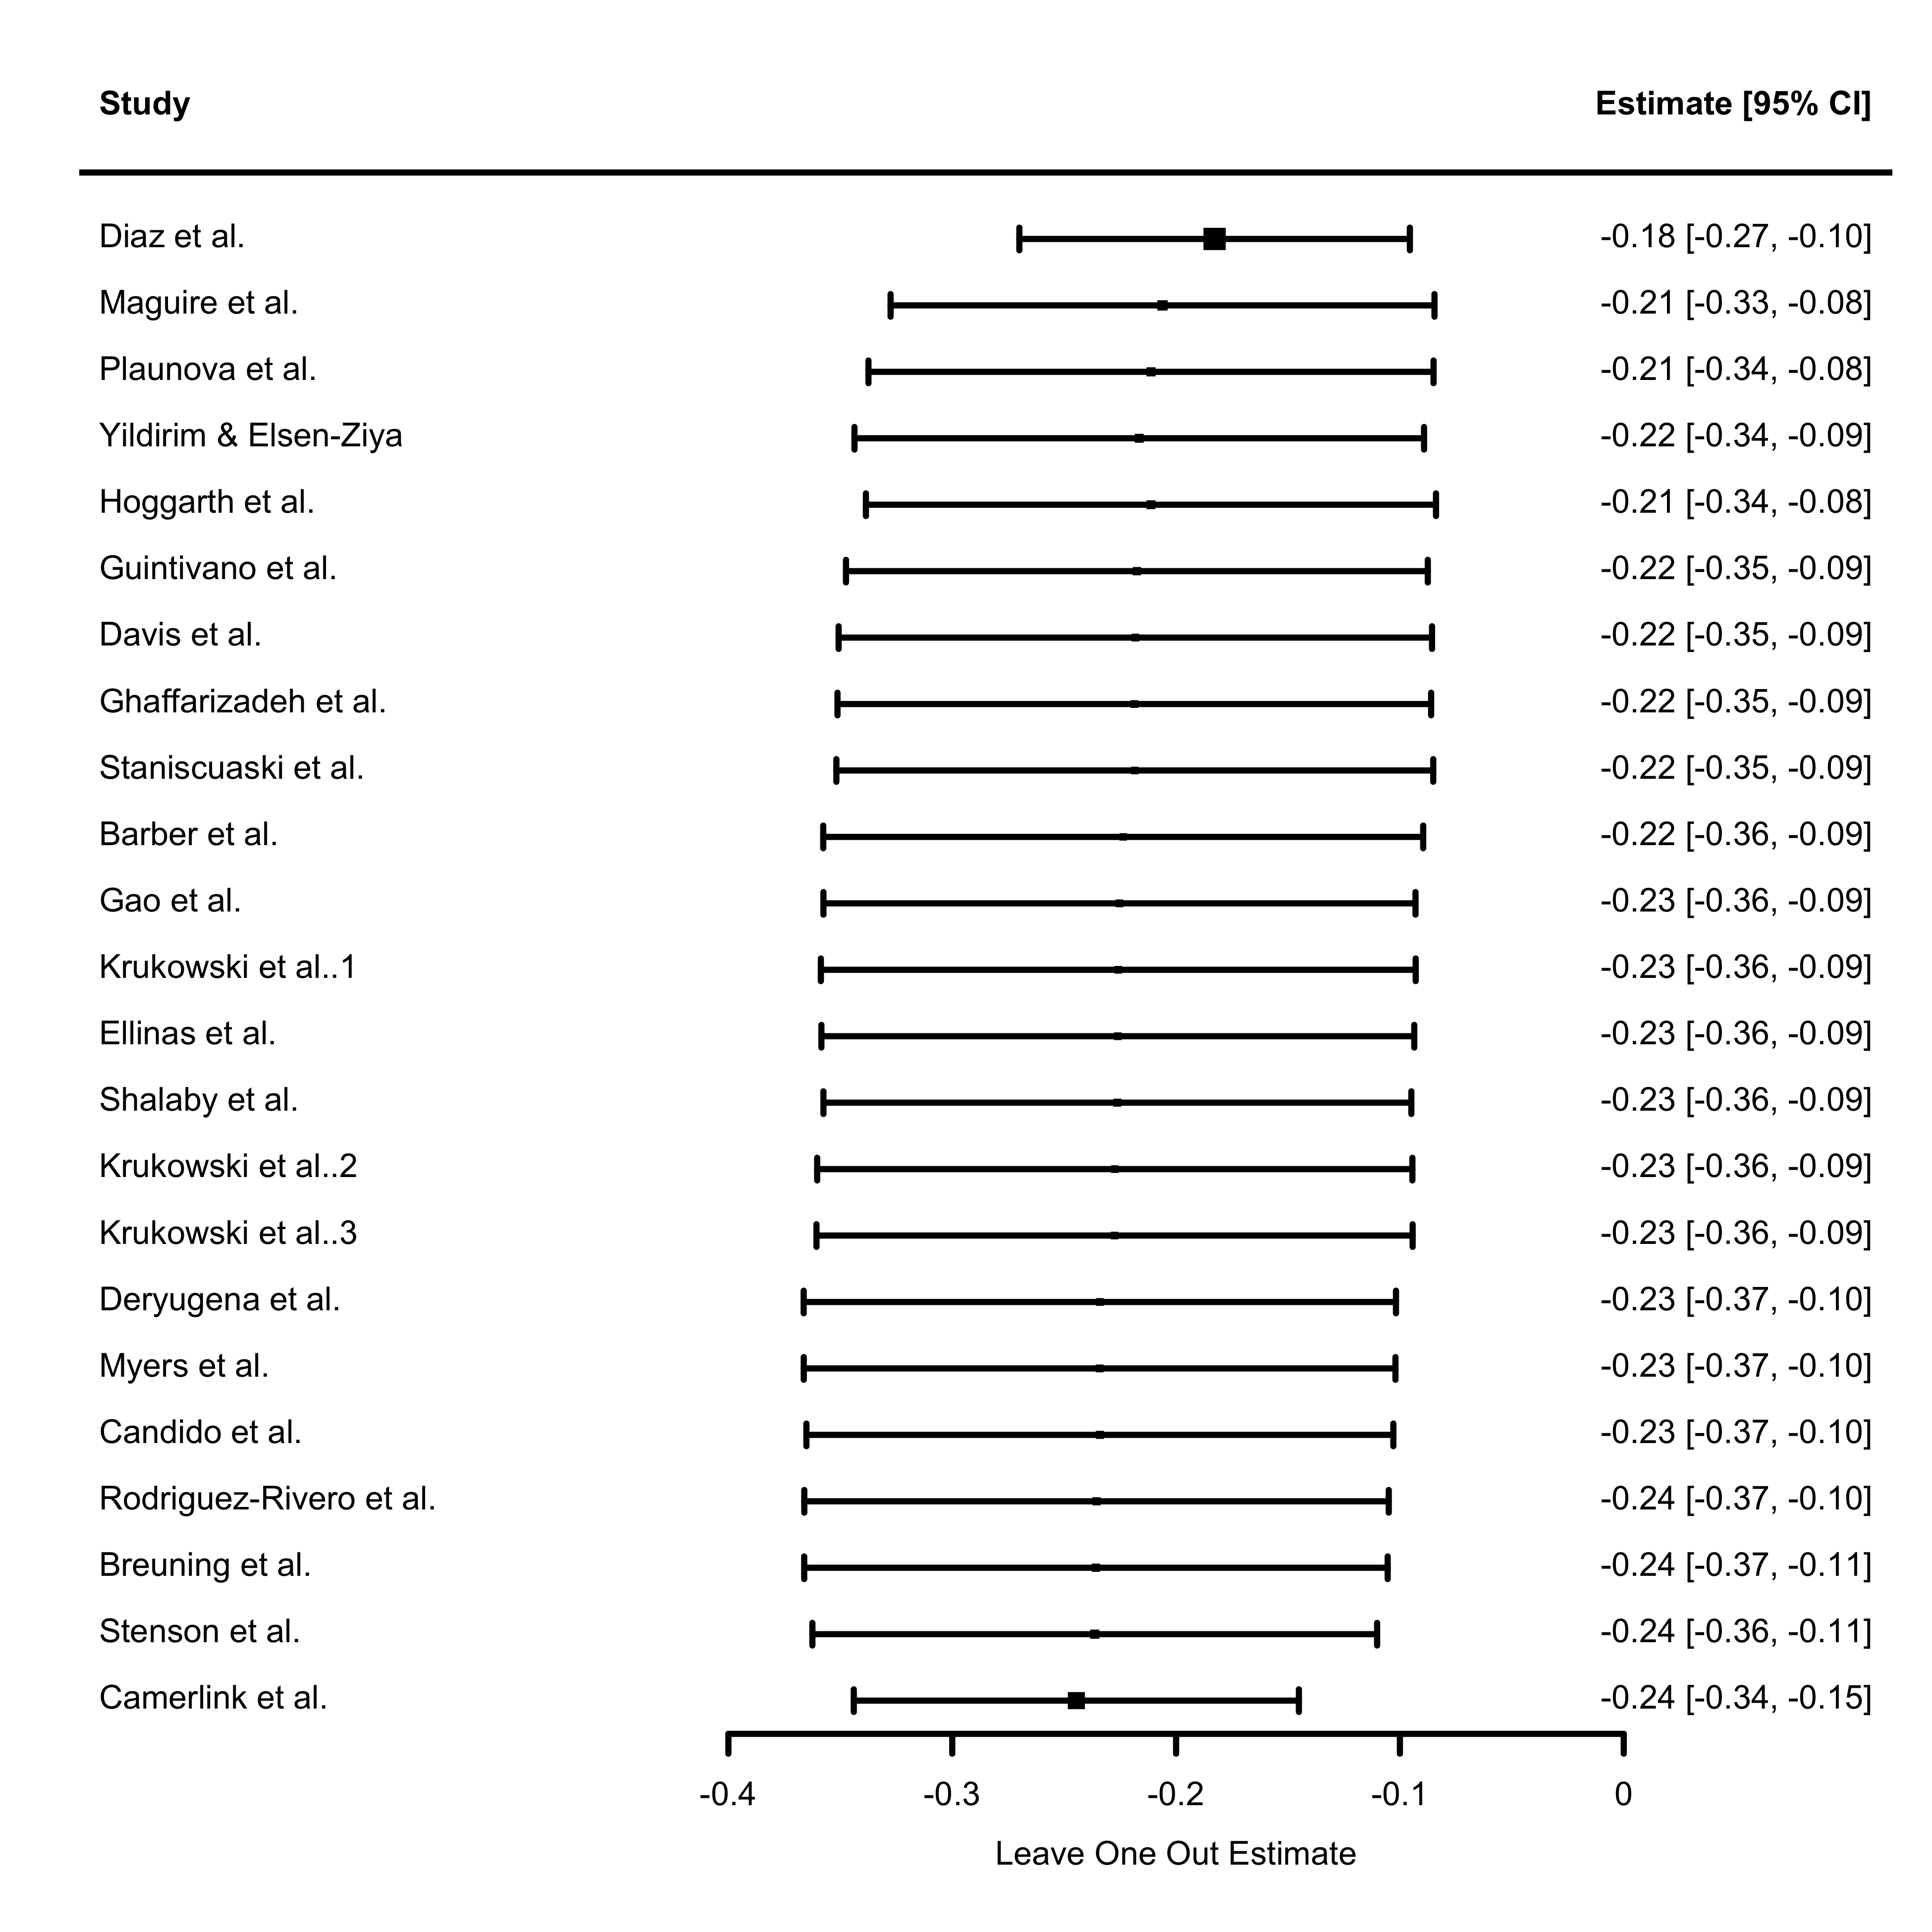 Study Estimate [95% CI]
Diaz et al. -0.18 [-0.27, -0.10]
Maguire et al. -0.21 [-0.33, -0.08]
Plaunova et al. -0.21 [-0.34, -0.08]
Yildirim & Elsen-Ziya -0.22 [-0.34, -0.09]
Hoggarth et al. -0.21 [-0.34, -0.08]
Guintivano et al. -0.22 [-0.35, -0.09]
Davis et al. -0.22 [-0.35, -0.09]
Ghaffarizadeh et al. -0.22 [-0.35, -0.09]
Staniscuaski et al. -0.22 [-0.35, -0.09]
Barber et al. -0.22 [-0.36, -0.09]
Gao et al. -0.23 [-0.36, -0.09]
Krukowski et al..1 -0.23 [-0.36, -0.09]
Ellinas et al. -0.23 [-0.36, -0.09]
Shalaby et al. -0.23 [-0.36, -0.09]
Krukowski et al..2 -0.23 [-0.36, -0.09]
Krukowski et al..3 -0.23 [-0.36, -0.09]
Deryugena et al. -0.23 [-0.37, -0.10]
Myers et al. -0.23 [-0.37, -0.10]
Candido et al. -0.23 [-0.37, -0.10]
Rodriguez-Rivero et al. -0.24 [-0.37, -0.10]
Breuning et al. -0.24 [-0.37, -0.11]
Stenson et al. -0.24 [-0.36, -0.11]
Camerlink et al. -0.24 [-0.34, -0.15]
-0.4 -0.3 -0.2 -0.1 0
Leave One Out Estimate